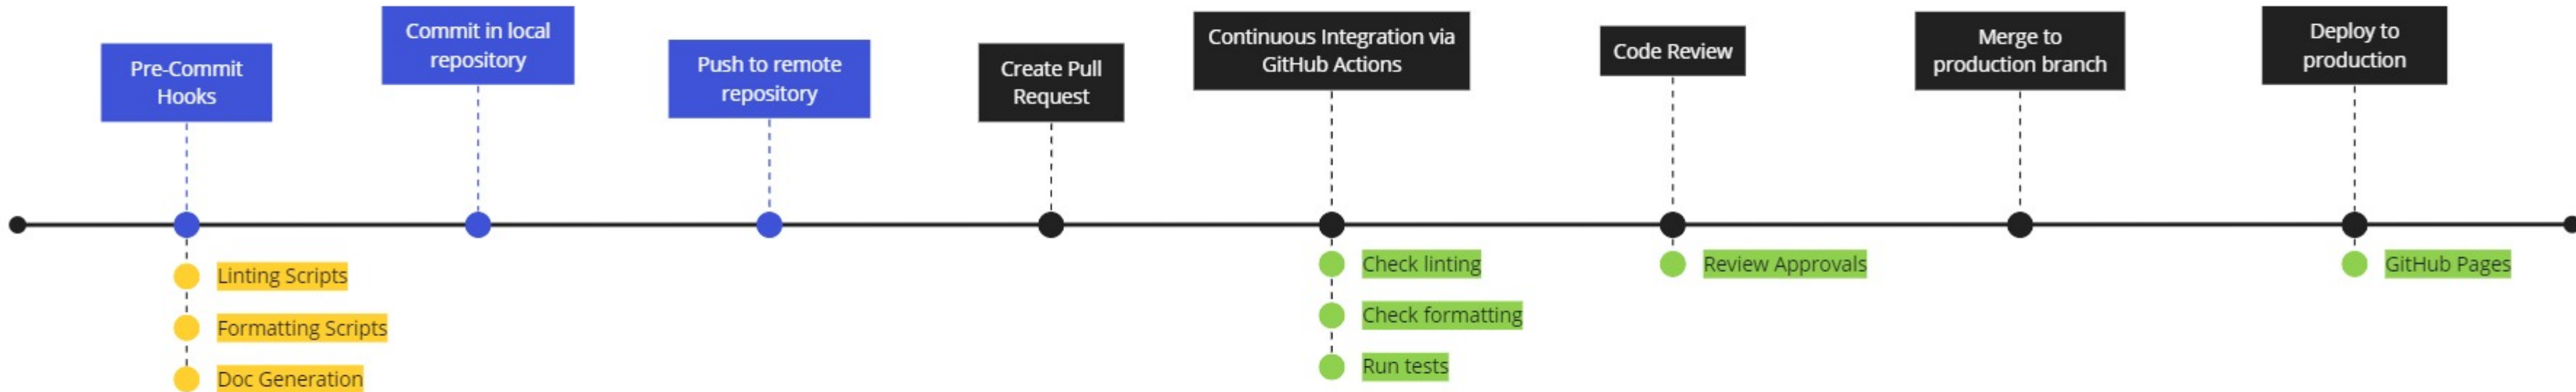 Pre-Commit
Hooks
Commit in local
repository
Push to remote
repository
Create Pull
Request
Continuous Integration via
GitHub Actions
Code Review
Merge to
production branch
Deploy to
production
Linting Scripts
Formatting Scripts
Doc Generation
Check linting
Check formatting
Run tests
Review Approvals
GitHub Pages